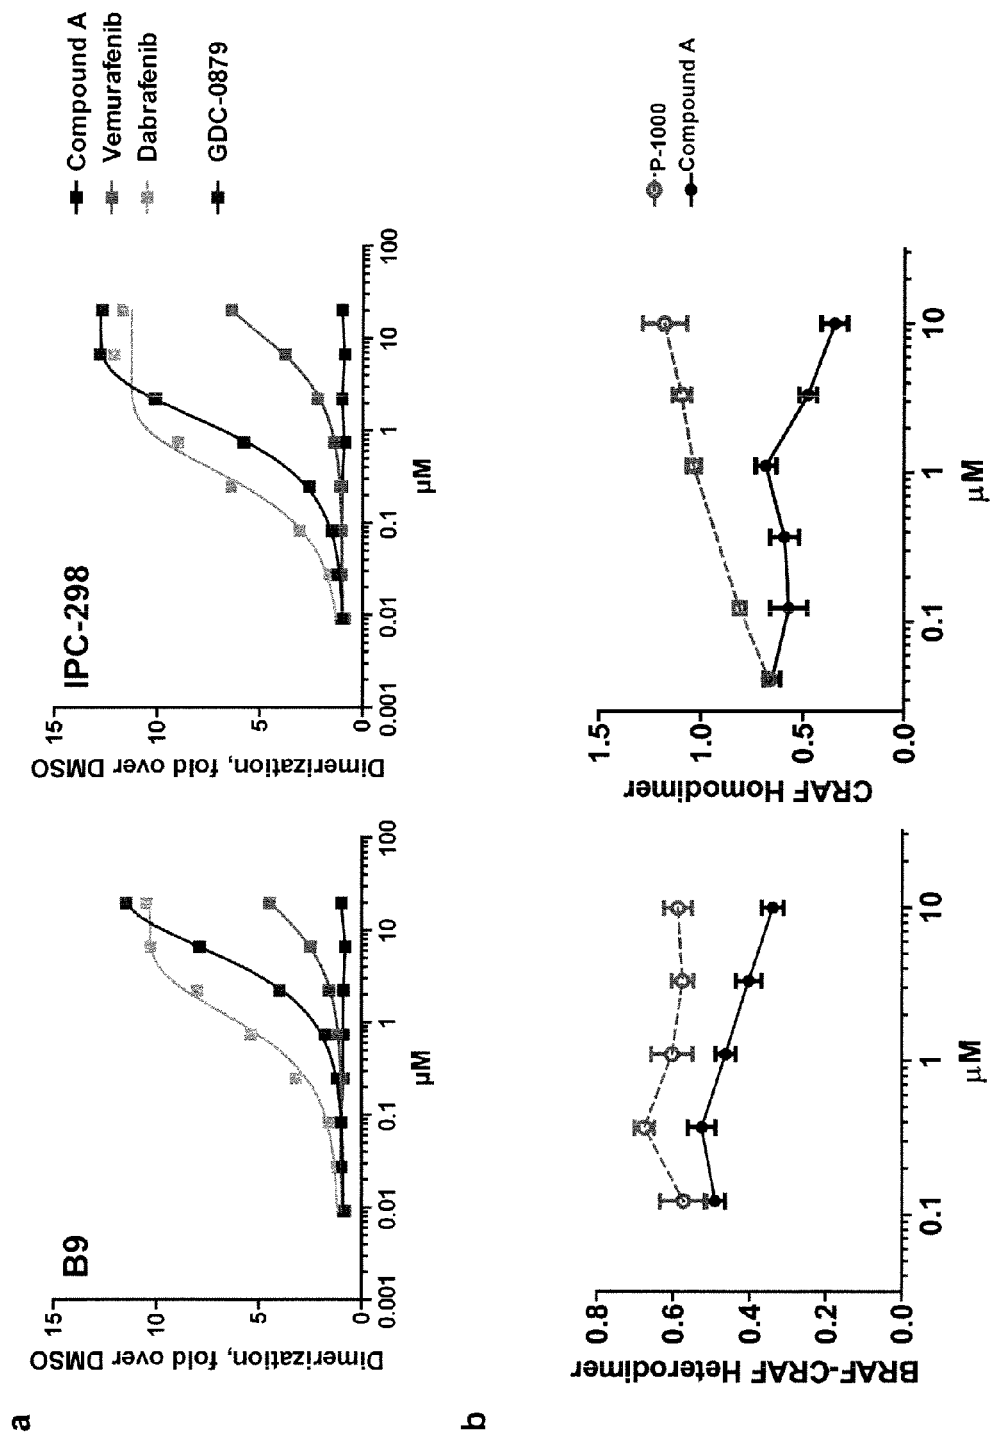 a
B9
Dimerization, fold over DMSO
15
10
5
0
0.001
0.01
0.1
1
10
100
µM
IPC-298
Dimerization, fold over DMSO
15
10
5
0
0.001
0.01
0.1
1
10
100
µM
Compound A
Vemurafenib
Dabrafenib
GDC-0879
b
BRAF-CRAF Heterodimer
0.8
0.6
0.4
0.2
0.0
0.1
1
10
µM
CRAF Homodimer
1.5
1.0
0.5
0.0
0.1
1
10
µM
P-1000
Compound A